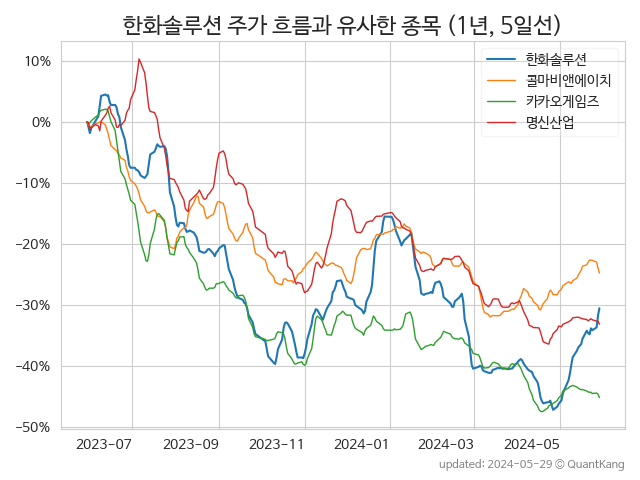 한화솔루션 주가 흐름과 유사한 종목 (1년, 5일선)
한화솔루션
콜마비앤에이치
카카오게임즈
명신산업
10%
0%
−10%
−20%
−30%
−40%
−50%
2023-07
2023-09
2023-11
2024-01
2024-03
2024-05
updated: 2024-05-29 © QuantKang